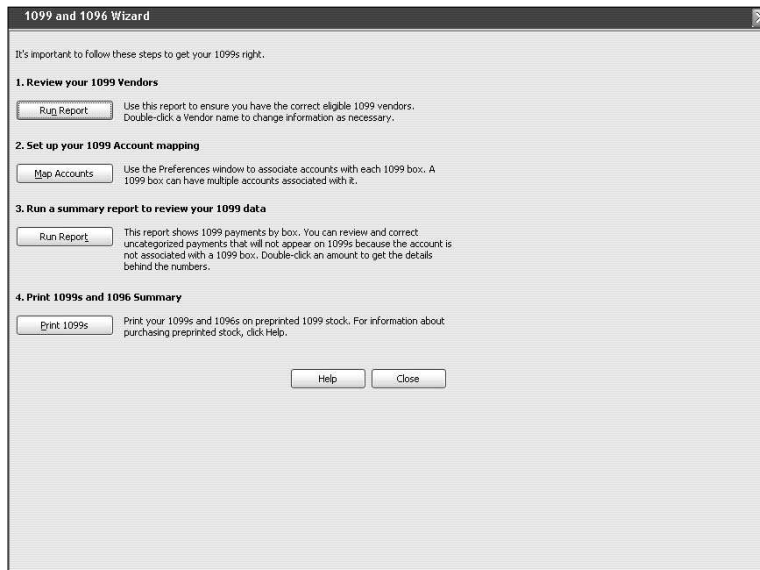 1099 and 1096 Wizard
It's important to follow these steps to get your 1099s right.
1. Review your 1099 Vendors
Run Report
Use this report to ensure you have the correct eligible 1099 vendors.
Double-click a Vendor name to change information as necessary.
2. Set up your 1099 Account mapping
Map Accounts
Use the Preferences window to associate accounts with each 1099 box. A
1099 box can have multiple accounts associated with it.
3. Run a summary report to review your 1099 data
Run Report
This report shows 1099 payments by box. You can review and correct
uncategorized payments that will not appear on 1099s because the account is
not associated with a 1099 box. Double-click an amount to get the details
behind the numbers.
4. Print 1099s and 1096 Summary
Print 1099s
Print your 1099s and 1096s on preprinted 1099 stock. For information about
purchasing preprinted stock, click Help.
Help
Close